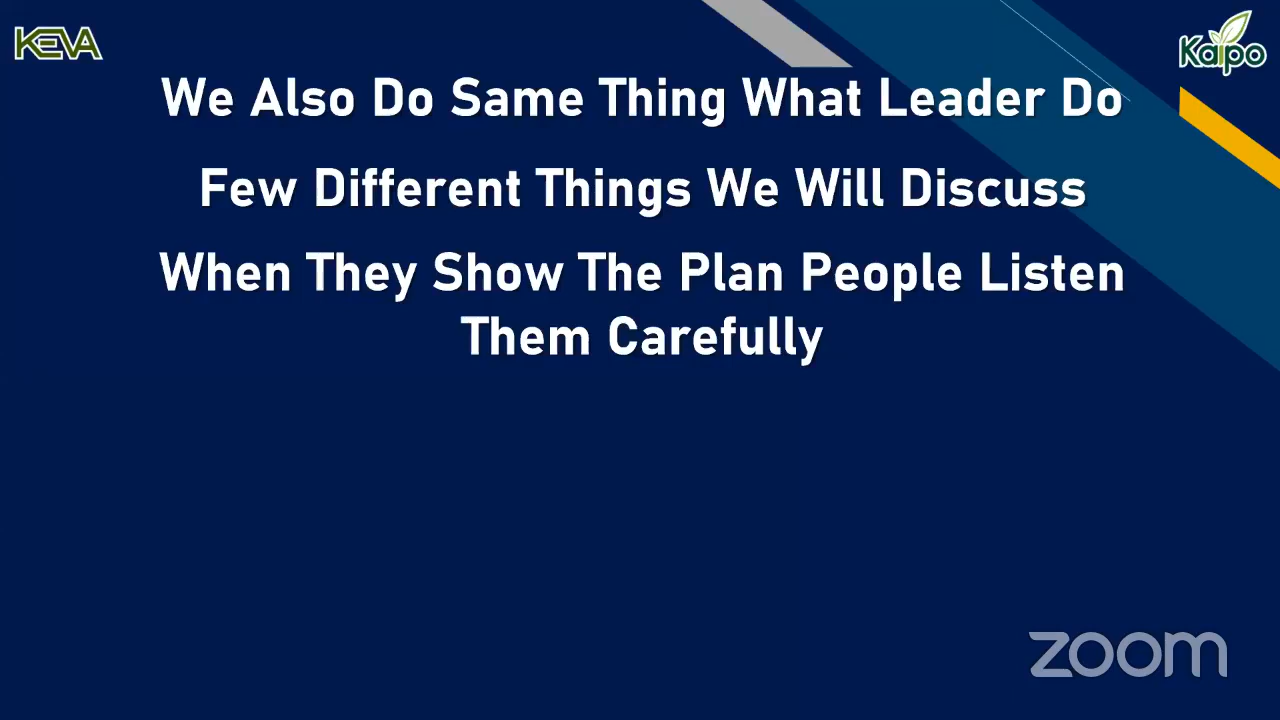 KEVA
Kaipo
We Also Do Same Thing What Leader Do
Few Different Things We Will Discuss
When They Show The Plan People Listen
Them Carefully
zoom